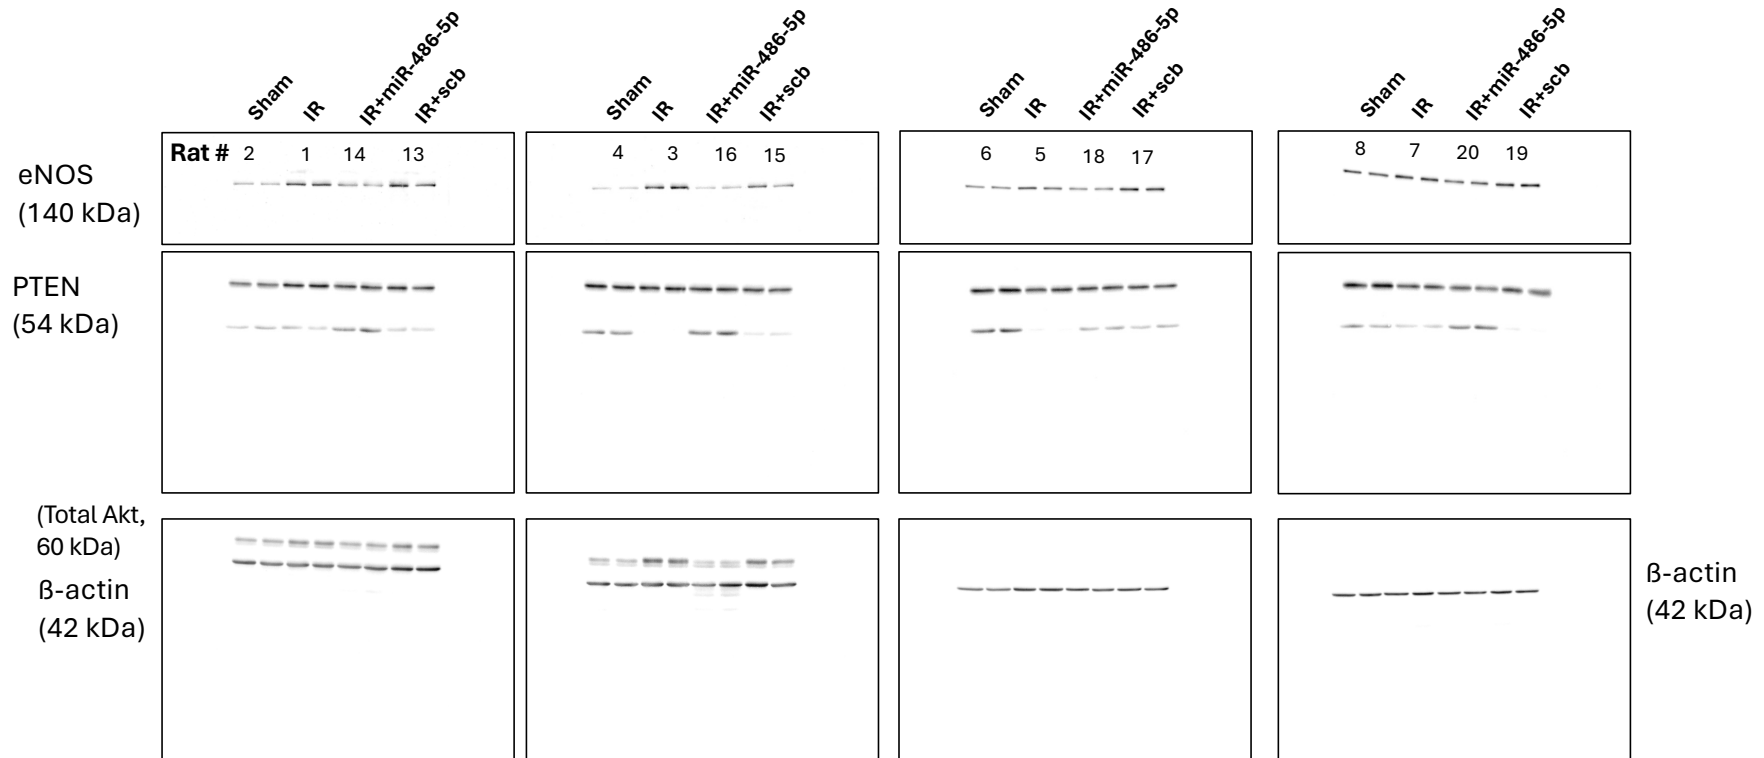 Sham IR IR+miR-486-5p IR+scb
Sham IR IR+miR-486-5p IR+scb
Sham IR IR+miR-486-5p IR+scb
Sham IR IR+miR-486-5p IR+scb
eNOS
(140 kDa)
Rat # 2 1 14 13
4 3 16 15
6 5 18 17
8 7 20 19
PTEN
(54 kDa)
(Total Akt,
60 kDa)
ß-actin
(42 kDa)
ß-actin
(42 kDa)